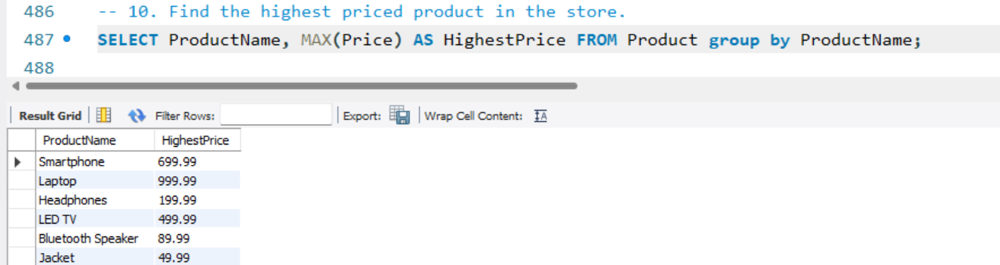 486 -- 10. Find the highest priced product in the store.
487 SELECT ProductName, MAX(Price) AS HighestPrice FROM Product group by ProductName;
488
Result Grid Filter Rows: Export: Wrap Cell Content: IA
ProductName HighestPrice
Smartphone 699.99
Laptop 999.99
Headphones 199.99
LED TV 499.99
Bluetooth Speaker 89.99
Jacket 49.99